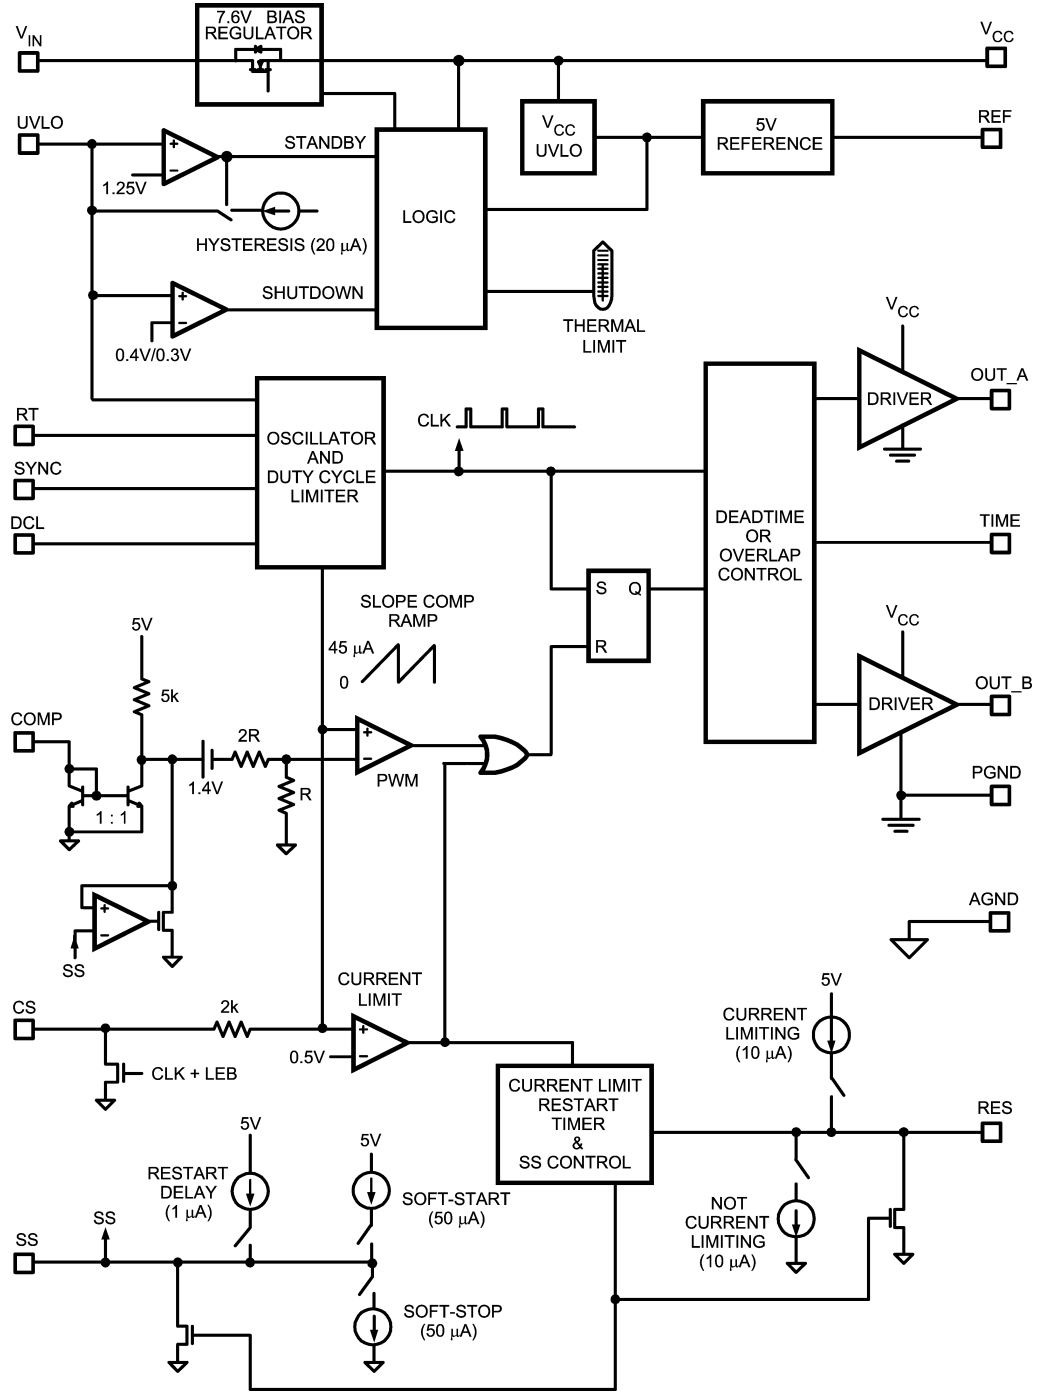 7.6V BIAS
REGULATOR
VIN
VCC
UVLO
STANDBY
VCC
UVLO
5V
REFERENCE
REF
+
−
1.25V
LOGIC
HYSTERESIS (20 µA)
SHUTDOWN
+
−
0.4V/0.3V
THERMAL
LIMIT
VCC
DRIVER
OUT_A
RT
CLK
OSCILLATOR
AND
DUTY CYCLE
LIMITER
SYNC
DCL
DEADTIME
OR
OVERLAP
CONTROL
TIME
S Q
R
SLOPE COMP
RAMP
45 µA
0
VCC
DRIVER
OUT_B
5V
5k
COMP
2R
1.4V
R
+
−
PWM
1 : 1
PGND
+
−
SS
AGND
CS
2k
CURRENT
LIMIT
+
−
0.5V
CLK + LEB
5V
CURRENT
LIMITING
(10 µA)
CURRENT LIMIT
RESTART
TIMER
&
SS CONTROL
RES
5V
RESTART
DELAY
(1 µA)
5V
SOFT-START
(50 µA)
NOT
CURRENT
LIMITING
(10 µA)
SS
SS
SOFT-STOP
(50 µA)